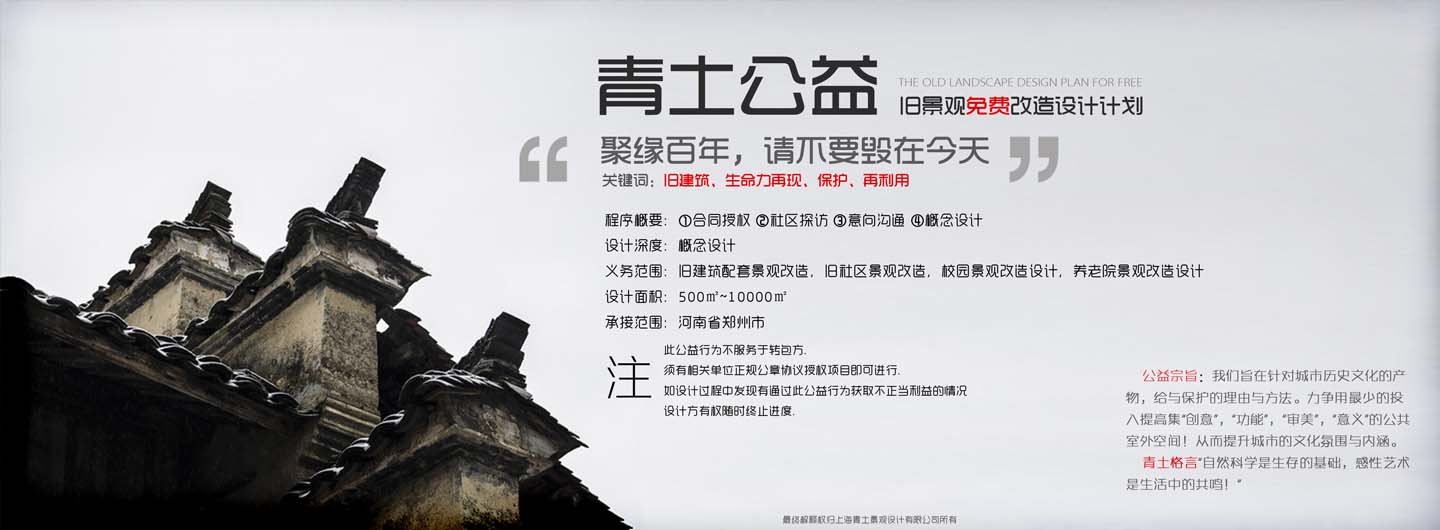 青土公益
THE OLD LANDSCAPE DESIGN PLAN FOR FREE
旧景观免费改造设计计划
“聚缘百年，请不要毁在今天”
关键词：旧建筑、生命力再现、保护、再利用
程序概要：①合同授权 ②社区探访 ③意向沟通 ④概念设计
设计深度：概念设计
义务范围：旧建筑配套景观改造，旧社区景观改造，校园景观改造设计，养老院景观改造设计
设计面积：500㎡~10000㎡
承接范围：河南省郑州市
注
此公益行为不服务于转包方.
须有相关单位正规公章协议授权项目即可进行.
如设计过程中发现有通过此公益行为获取不正当利益的情况
设计方有权随时终止进度.
公益宗旨：我们旨在针对城市历史文化的产
物，给与保护的理由与方法。力争用最少的投
入提高集“创意”，“功能”，“审美”，“意义”的公共
室外空间！从而提升城市的文化氛围与内涵。
青土格言“自然科学是生存的基础，感性艺术
是生活中的共鸣！”
最终解释权归上海青土景观设计有限公司所有